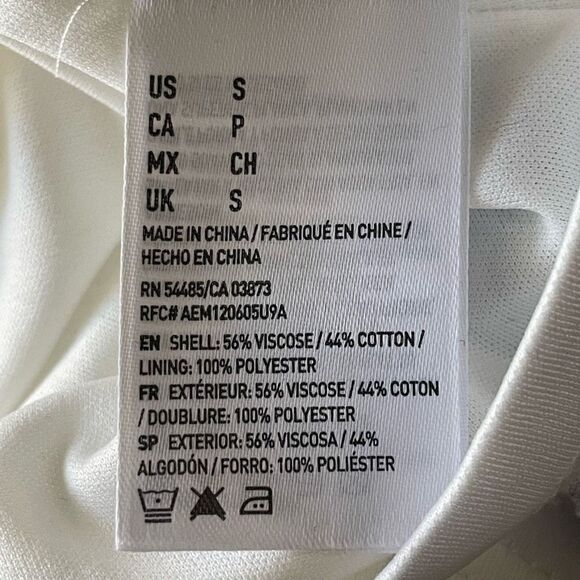 US S
CA P
MX CH
UK S
MADE IN CHINA / FABRIQUÉ EN CHINE /
HECHO EN CHINA
RN 54485/CA 03873
RFC# AEM120605U9A
EN SHELL: 56% VISCOSE / 44% COTTON /
LINING: 100% POLYESTER
FR EXTÉRIEUR: 56% VISCOSE / 44% COTON
/ DOUBLURE: 100% POLYESTER
SP EXTERIOR: 56% VISCOSA / 44%
ALGODÓN / FORRO: 100% POLIÉSTER